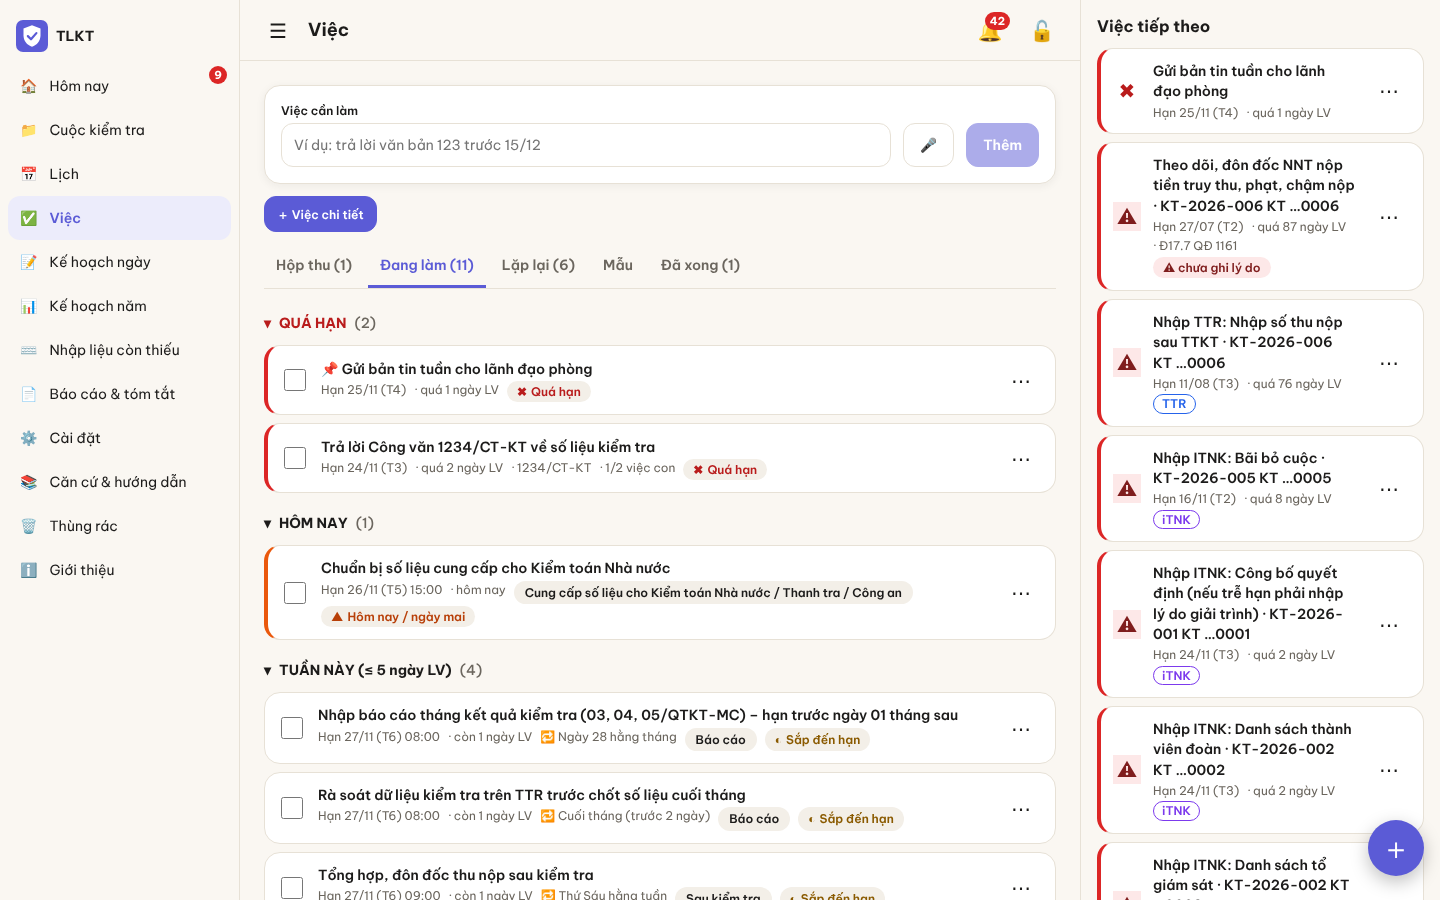 TLKT
Hôm nay
9
Cuộc kiểm tra
Lịch
Việc
Kế hoạch ngày
Kế hoạch năm
Nhập liệu còn thiếu
Báo cáo & tóm tắt
Cài đặt
Căn cứ & hướng dẫn
Thùng rác
Giới thiệu
☰ Việc
42
Việc cần làm
Ví dụ: trả lời văn bản 123 trước 15/12
Thêm
+ Việc chi tiết
Hộp thu (1) Đang làm (11) Lặp lại (6) Mẫu Đã xong (1)
▾ QUÁ HẠN (2)
📌 Gửi bản tin tuần cho lãnh đạo phòng
Hạn 25/11 (T4) · quá 1 ngày LV ✖ Quá hạn
Trả lời Công văn 1234/CT-KT về số liệu kiểm tra
Hạn 24/11 (T3) · quá 2 ngày LV · 1234/CT-KT · 1/2 việc con ✖ Quá hạn
▾ HÔM NAY (1)
Chuẩn bị số liệu cung cấp cho Kiểm toán Nhà nước
Hạn 26/11 (T5) 15:00 · hôm nay Cung cấp số liệu cho Kiểm toán Nhà nước / Thanh tra / Công an
▲ Hôm nay / ngày mai
▾ TUẦN NÀY (≤ 5 ngày LV) (4)
Nhập báo cáo tháng kết quả kiểm tra (03, 04, 05/QTKT-MC) – hạn trước ngày 01 tháng sau
Hạn 27/11 (T6) 08:00 · còn 1 ngày LV 🔁 Ngày 28 hằng tháng Báo cáo Sắp đến hạn
Rà soát dữ liệu kiểm tra trên TTR trước chốt số liệu cuối tháng
Hạn 27/11 (T6) 08:00 · còn 1 ngày LV 🔁 Cuối tháng (trước 2 ngày) Báo cáo Sắp đến hạn
Tổng hợp, đôn đốc thu nộp sau kiểm tra
Hạn 27/11 (T6) 09:00 · còn 1 ngày LV 🔁 Thứ Sáu hằng tuần Sau kiểm tra Sắp đến hạn
Việc tiếp theo
Gửi bản tin tuần cho lãnh
đạo phòng
Hạn 25/11 (T4) · quá 1 ngày LV
Theo dõi, đôn đốc NNT nộp
tiền truy thu, phạt, chậm nộp
· KT-2026-006 KT …0006
Hạn 27/07 (T2) · quá 87 ngày LV
· Đ17.7 QĐ 1161
⚠ chưa ghi lý do
Nhập TTR: Nhập số thu nộp
sau TTKT · KT-2026-006
KT …0006
Hạn 11/08 (T3) · quá 76 ngày LV
TTR
Nhập ITNK: Bãi bỏ cuộc ·
KT-2026-005 KT …0005
Hạn 16/11 (T2) · quá 8 ngày LV
iTNK
Nhập ITNK: Công bố quyết
định (nếu trễ hạn phải nhập
lý do giải trình) · KT-2026-
001 KT …0001
Hạn 24/11 (T3) · quá 2 ngày LV
iTNK
Nhập ITNK: Danh sách thành
viên đoàn · KT-2026-002
KT …0002
Hạn 24/11 (T3) · quá 2 ngày LV
iTNK
Nhập ITNK: Danh sách tổ
giám sát · KT-2026-002 KT